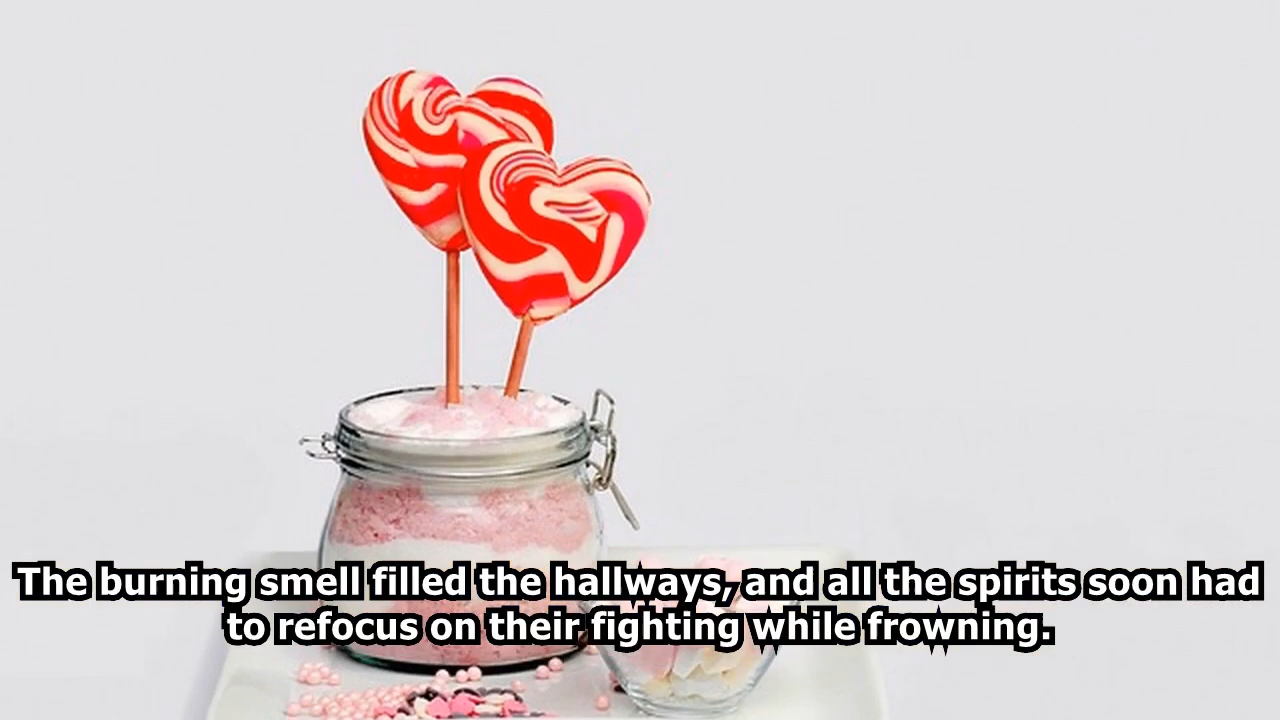 The burning smell filled the hallways, and all the spirits soon had
to refocus on their fighting while frowning.